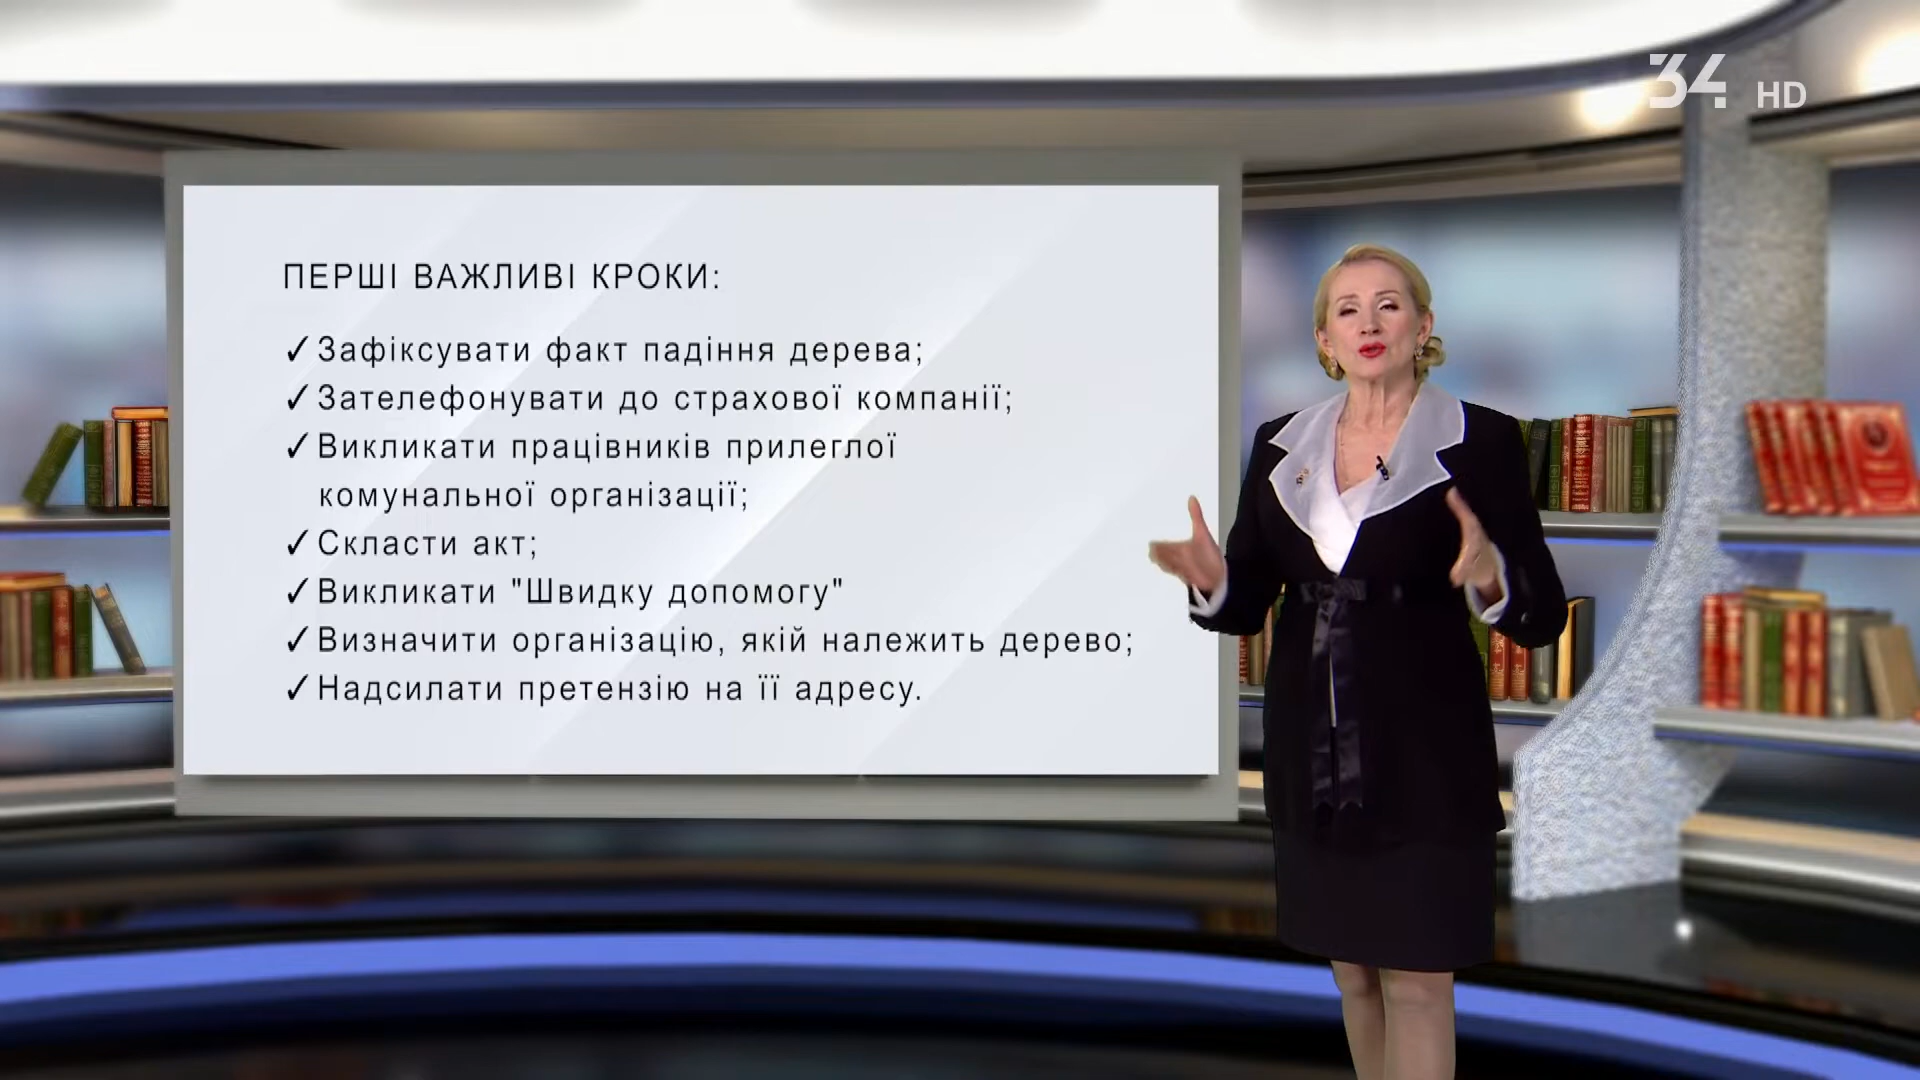 34 HD
ПЕРШІ ВАЖЛИВІ КРОКИ:
✓Зафіксувати факт падіння дерева;
✓Зателефонувати до страхової компанії;
✓Викликати працівників прилеглої
комунальної організації;
✓Скласти акт;
✓Викликати "Швидку допомогу"
✓Визначити організацію, якій належить дерево;
✓Надсилати претензію на її адресу.